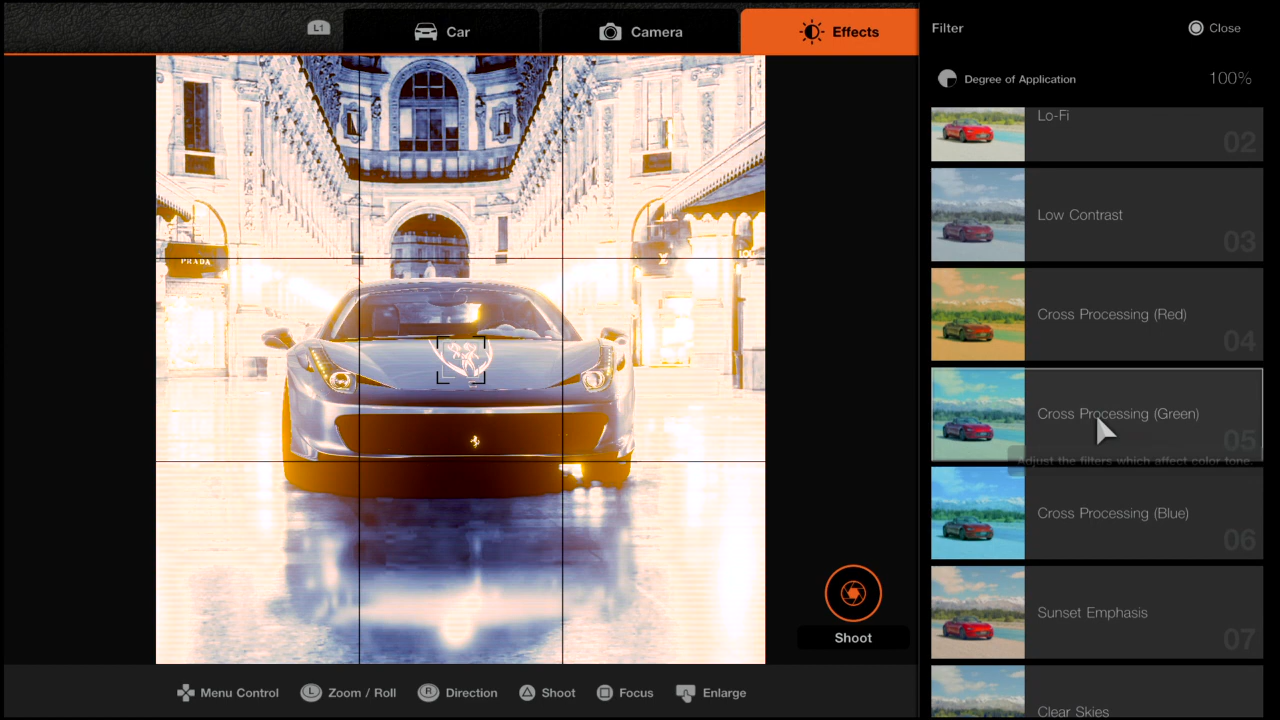 L1
Car
Camera
Effects
Filter
Close
Degree of Application
100%
Lo-Fi
02
Low Contrast
03
Cross Processing (Red)
04
Cross Processing (Green)
05
Adjust the filters which affect color tone.
Cross Processing (Blue)
06
Sunset Emphasis
07
Clear Skies
PRADA
Shoot
Menu Control
L
Zoom / Roll
R
Direction
Shoot
Focus
Enlarge